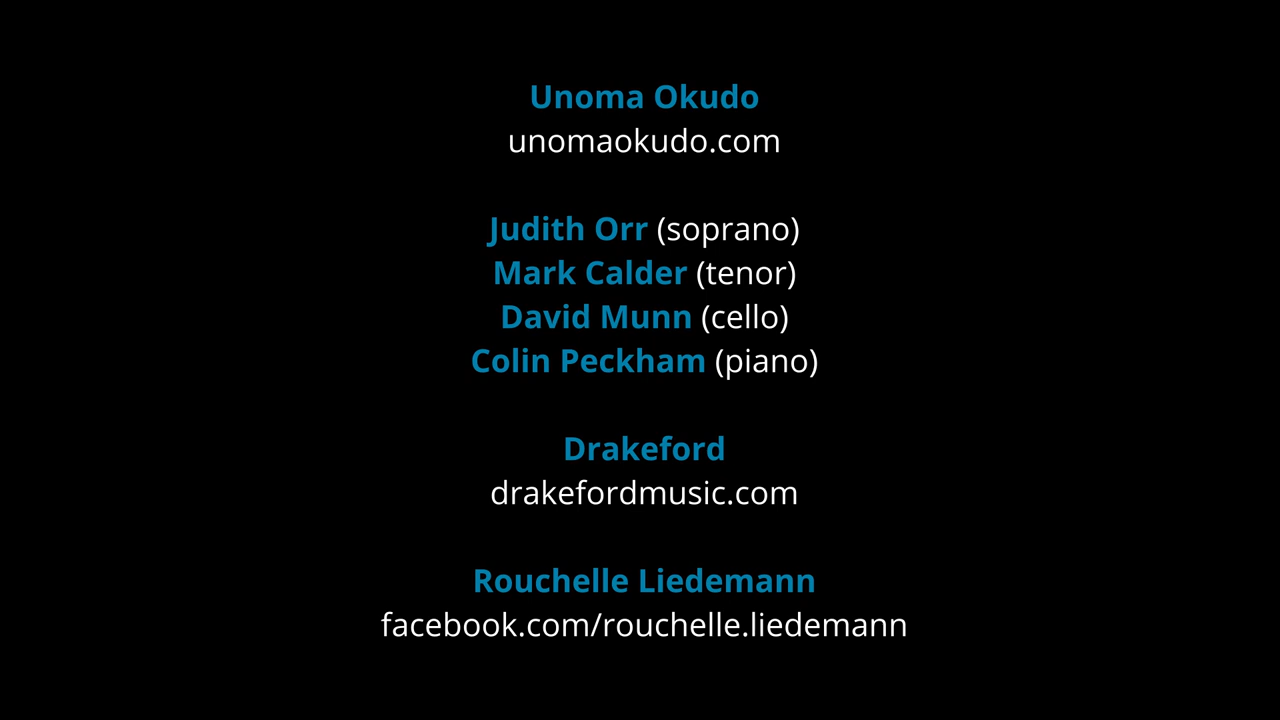 Unoma Okudo
unomaokudo.com
Judith Orr (soprano)
Mark Calder (tenor)
David Munn (cello)
Colin Peckham (piano)
Drakeford
drakefordmusic.com
Rouchelle Liedemann
facebook.com/rouchelle.liedemann